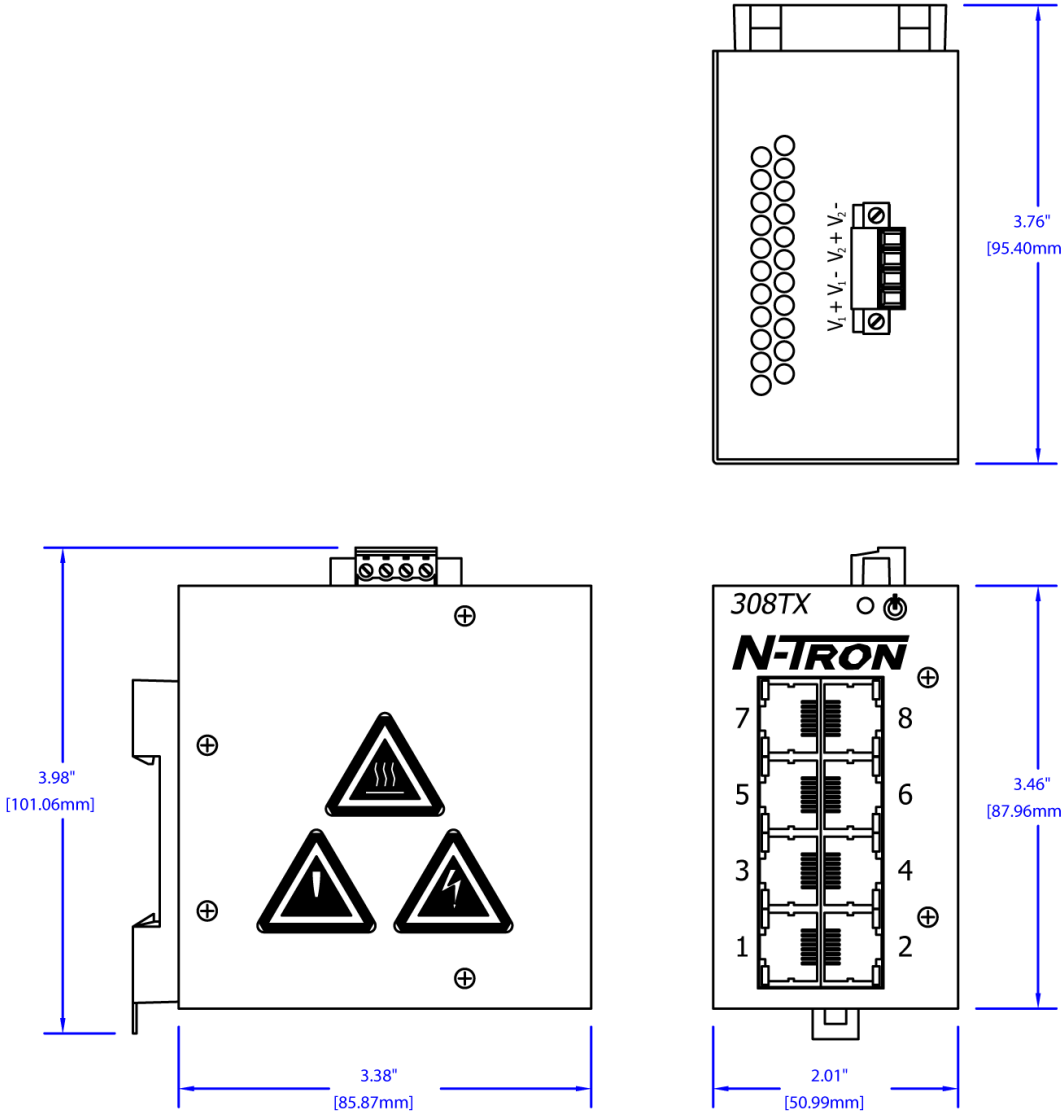 3.76"
[95.40mm
V₁ + V₁ - V₂ + V₂ -
308TX
N-TRON
7
8
5
6
3
4
1
2
3.98"
[101.06mm]
3.46"
[87.96mm
3.38"
[85.87mm]
2.01"
[50.99mm]